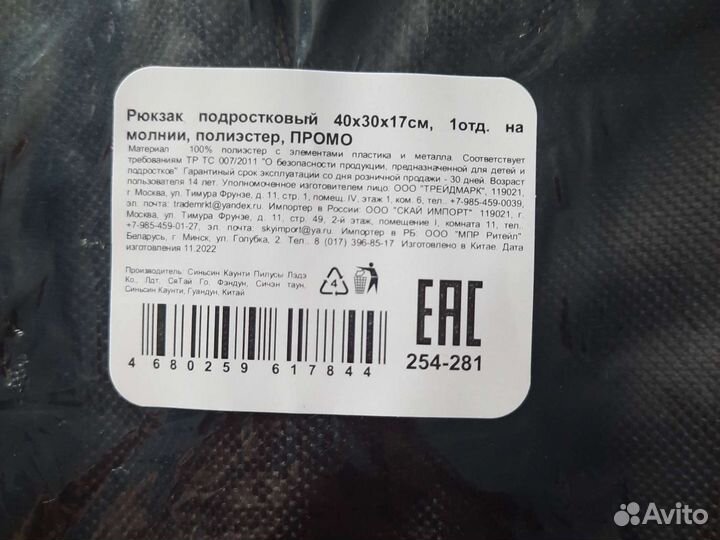 Рюкзак подростковый 40х30х17см, 1отд. на
молнии, полиэстер, ПРОМО
Материал 100% полиэстер с элементами пластика и металла. Соответствует
требованиям ТР ТС 007/2011 "О безопасности продукции, предназначенной для детей и
подростков" Гарантиный срок эксплуатации со дня розничной продажи - 30 дней. Возраст
пользователя 14 лет. Уполномоченное изготовителем лицо: ООО "ТРЕЙДМАРК", 119021,
г. Москва, ул. Тимура Фрунзе, д. 11, стр. 1, помещ. IV, этаж 1, ком. 6, тел.. +7-985-459-0039,
эл. почта: trademrkt@yandex.ru. Импортер в России: ООО "СКАЙ ИМПОРТ" 119021, г.
Москва, ул. Тимура Фрунзе, д. 11, стр. 49, 2-й этаж, помещение I, комната 11, тел.
+7-985-459-01-27, эл. почта: skyimport@ya.ru. Импортер в РБ: ООО "МПР Ритейл"
Беларусь, г. Минск, ул. Голубка, 2. Тел.. 8 (017) 396-85-17 Изготовлено в Китае. Дата
изготовления 11.2022
Производитель: Синьсин Каунти Пилусы Лэдэ
Ко., Лдт, СяТай Го, Фэндун, Сичэн таун,
Синьсин Каунти, Гуандун, Китай
4
EAC
4 680259 617844
254-281
Avito